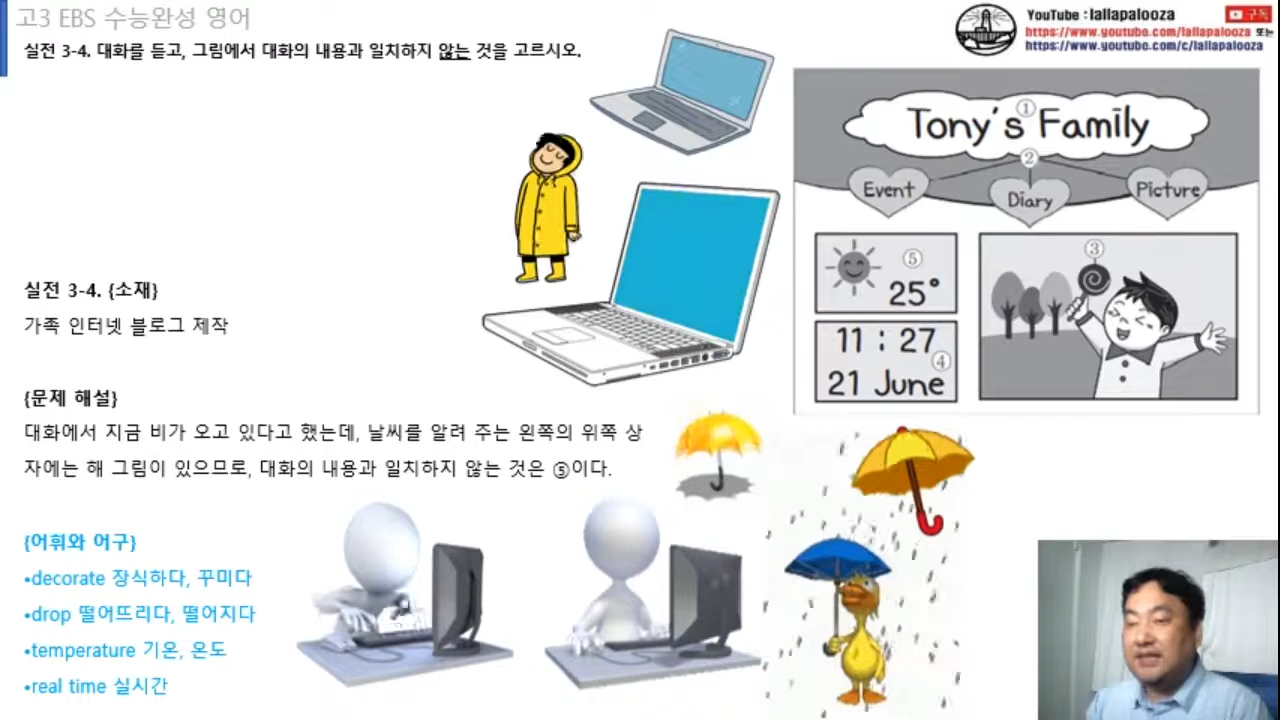 고3 EBS 수능완성 영어
실전 3-4. 대화를 듣고, 그림에서 대화의 내용과 일치하지 않는 것을 고르시오.
YouTube : lallapalooza
구독
https://www.youtube.com/lallapalooza 또는
https://www.youtube.com/c/lallapalooza
Tony's Family
①
②
Event
Diary
Picture
③
⑤
25°
11 : 27
④
21 June
실전 3-4. {소재}
가족 인터넷 블로그 제작
{문제 해설}
대화에서 지금 비가 오고 있다고 했는데, 날씨를 알려 주는 왼쪽의 위쪽 상
자에는 해 그림이 있으므로, 대화의 내용과 일치하지 않는 것은 ⑤이다.
{어휘와 어구}
•decorate 장식하다, 꾸미다
•drop 떨어뜨리다, 떨어지다
•temperature 기온, 온도
•real time 실시간